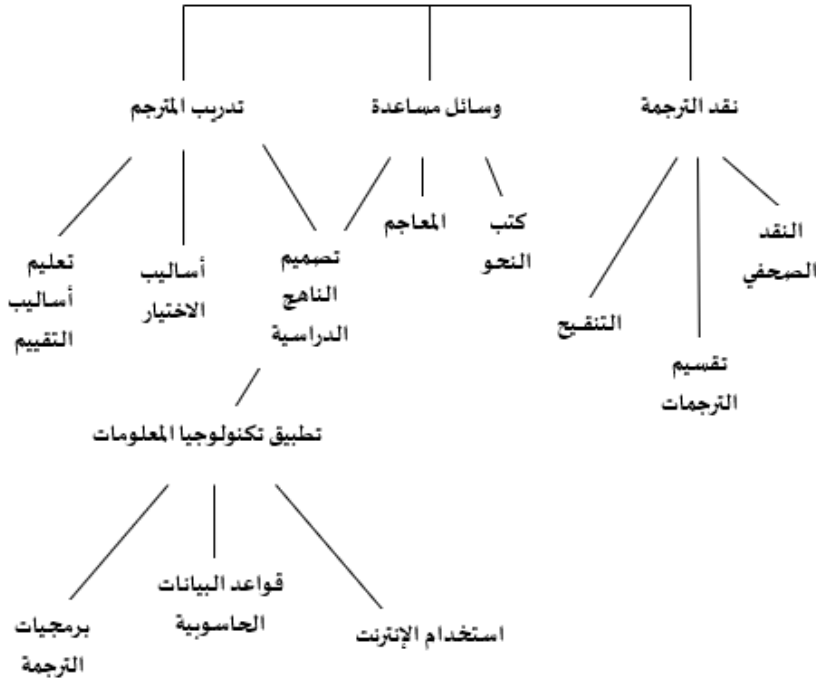 نقد الترجمة
وسائل مساعدة
تدريب المترجم
النقد
الصحفي
تقسيم
الترجمات
التنقيح
كتب
النحو
المعاجم
تصميم
الناهج
الدراسية
أساليب
الاختيار
تعليم
أساليب
التقييم
تطبيق تكنولوجيا المعلومات
استخدام الإنترنت
قواعد البيانات
الحاسوبية
برمجيات
الترجمة